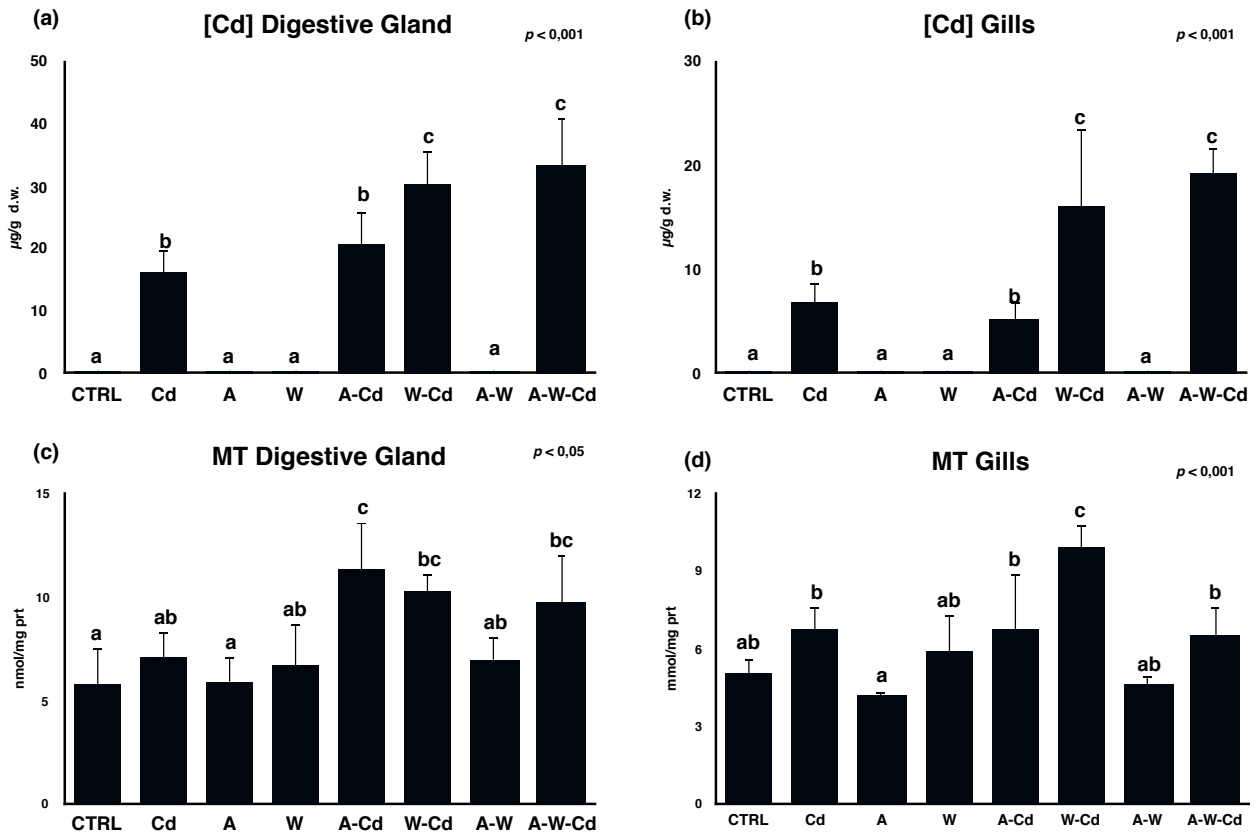 (a)
[Cd] Digestive Gland
p < 0,001
50
40
30
20
10
0
µg/g d.w.
a
b
a
a
b
c
a
c
CTRL Cd A W A-Cd W-Cd A-W A-W-Cd
(b)
[Cd] Gills
p < 0,001
30
20
10
0
µg/g d.w.
a
b
a
a
b
c
a
c
CTRL Cd A W A-Cd W-Cd A-W A-W-Cd
(c)
MT Digestive Gland
p < 0,05
15
10
5
0
nmol/mg prt
a
ab
a
ab
c
bc
ab
bc
CTRL Cd A W A-Cd W-Cd A-W A-W-Cd
(d)
MT Gills
p < 0,001
12
9
6
3
0
mmol/mg prt
ab
b
a
ab
b
c
ab
b
CTRL Cd A W A-Cd W-Cd A-W A-W-Cd